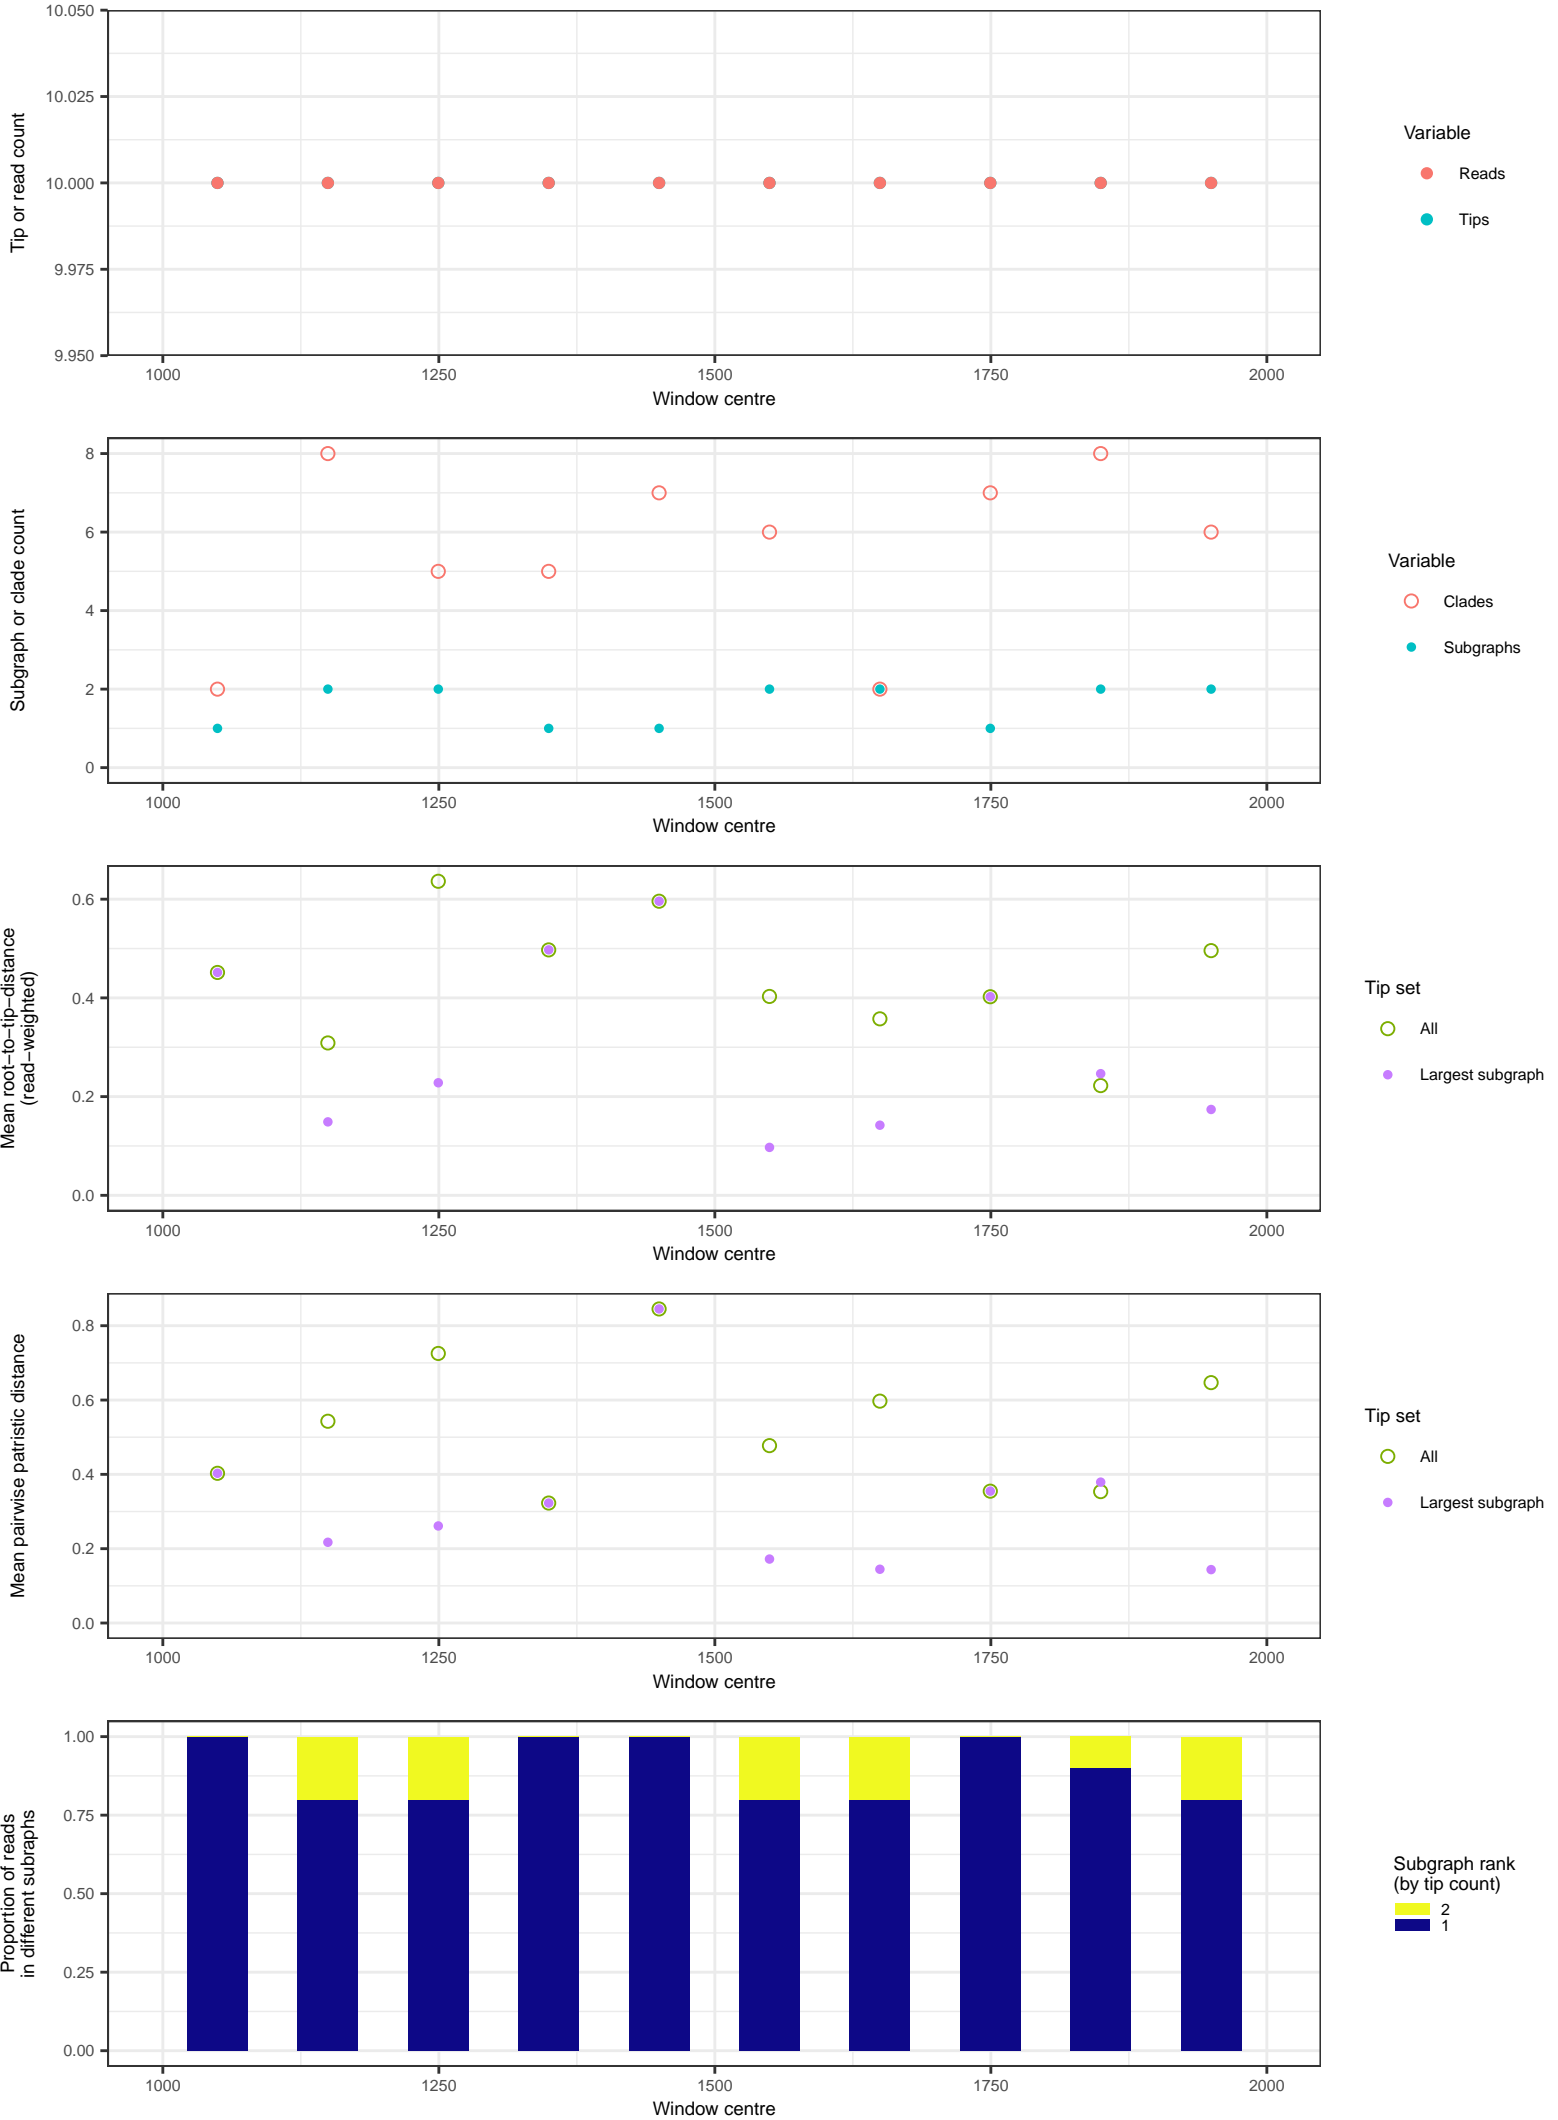 10.050
10.025
10.000
9.975
9.950
Tip or read count
1000 1250 1500 1750 2000
Window centre
Variable
Reads
Tips
8
6
4
2
0
Subgraph or clade count
1000 1250 1500 1750 2000
Window centre
Variable
Clades
Subgraphs
0.6
0.4
0.2
0.0
Mean root−to−tip−distance
(read−weighted)
1000 1250 1500 1750 2000
Window centre
Tip set
All
Largest subgraph
0.8
0.6
0.4
0.2
0.0
Mean pairwise patristic distance
1000 1250 1500 1750 2000
Window centre
Tip set
All
Largest subgraph
1.00
0.75
0.50
0.25
0.00
Proportion of reads
in different subraphs
1000 1250 1500 1750 2000
Window centre
Subgraph rank
(by tip count)
2
1